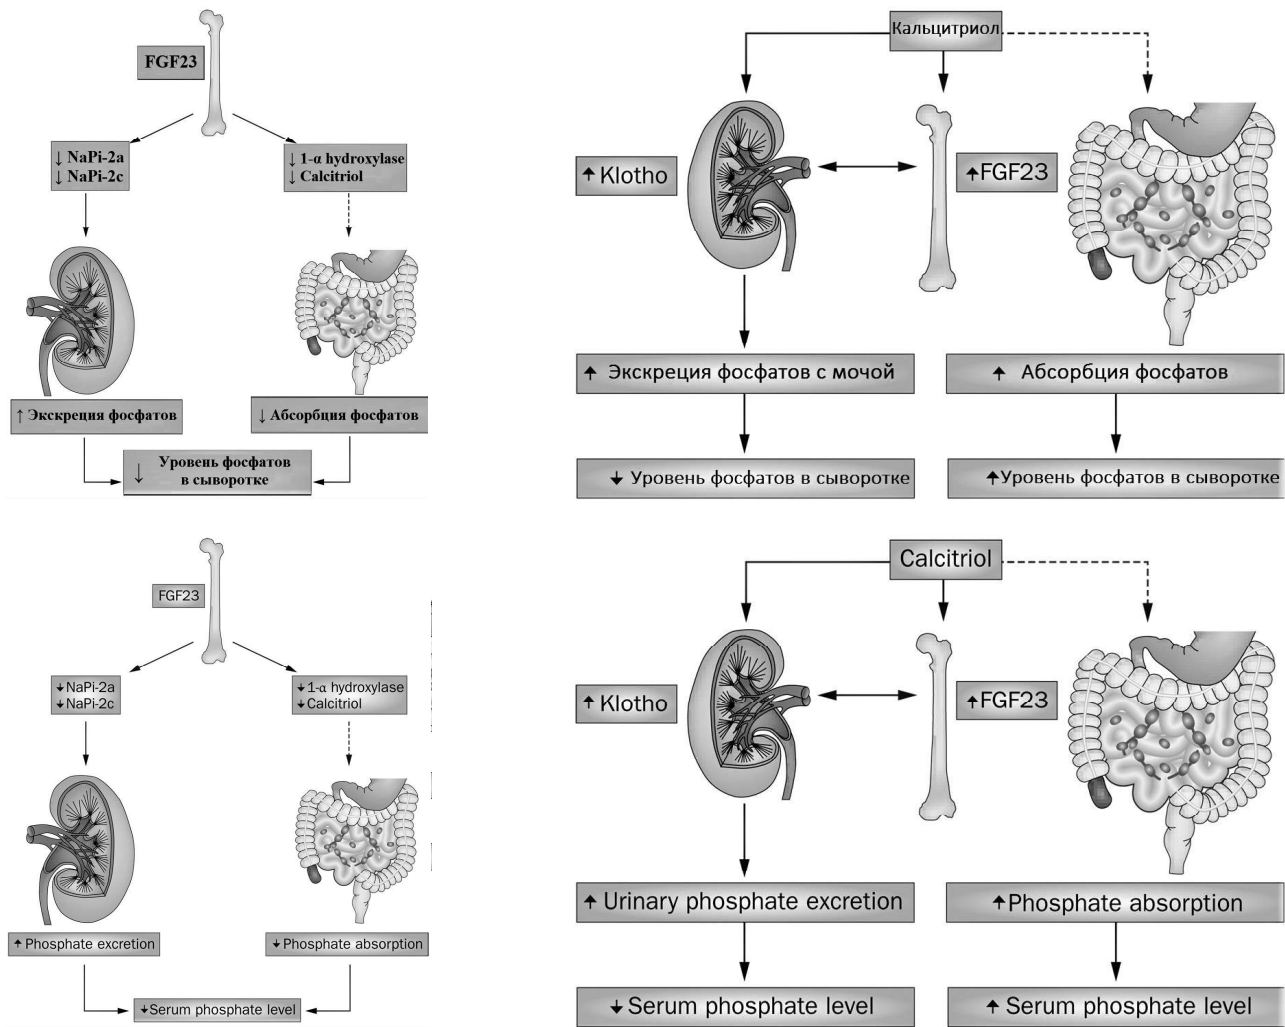 FGF23
↓ NaPi-2a
↓ NaPi-2c
↓ 1-α hydroxylase
↓ Calcitriol
↑ Экскреция фосфатов
↓ Абсорбция фосфатов
↓ Уровень фосфатов
в сыворотке
Кальцитриол
↑ Klotho
↑FGF23
↑ Экскреция фосфатов с мочой
↑ Абсорбция фосфатов
↓ Уровень фосфатов в сыворотке
↑Уровень фосфатов в сыворотке
FGF23
↓NaPi-2a
↓NaPi-2c
↓1-α hydroxylase
↓Calcitriol
↑ Phosphate excretion
↓Phosphate absorption
↓Serum phosphate level
Calcitriol
↑ Klotho
↑FGF23
↑ Urinary phosphate excretion
↑Phosphate absorption
↓ Serum phosphate level
↑ Serum phosphate level